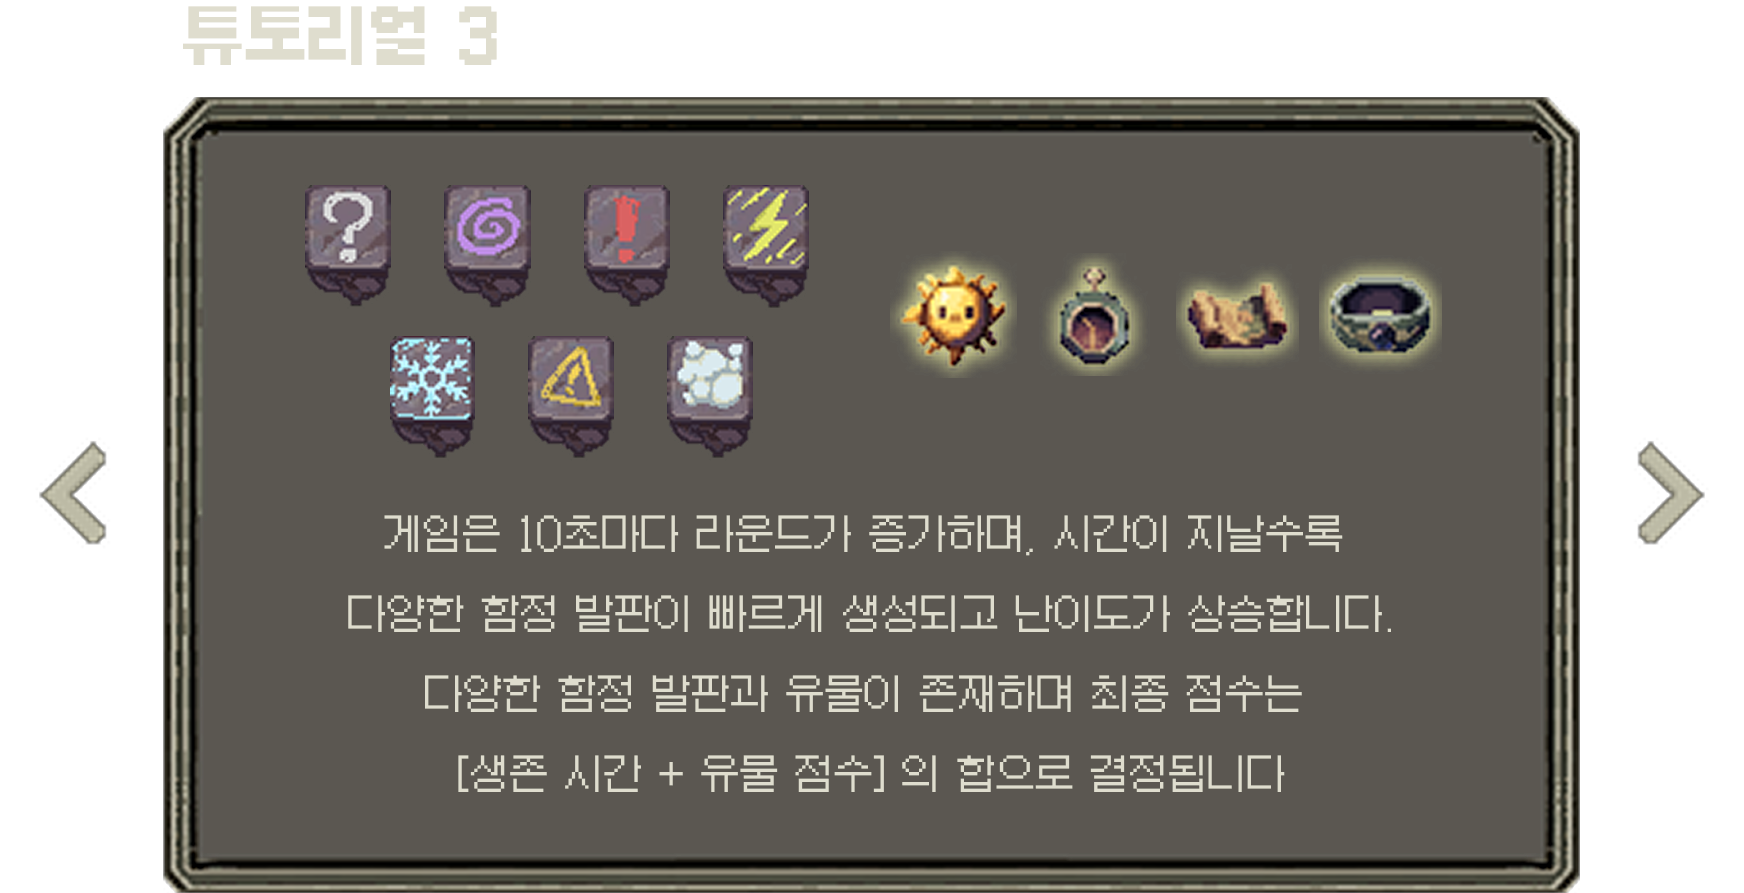 튜토리얼 3
게임은 10초마다 라운드가 증가하며, 시간이 지날수록
다양한 함정 발판이 빠르게 생성되고 난이도가 상승합니다.
다양한 함정 발판과 유물이 존재하며 최종 점수는
[생존 시간 + 유물 점수] 의 합으로 결정됩니다